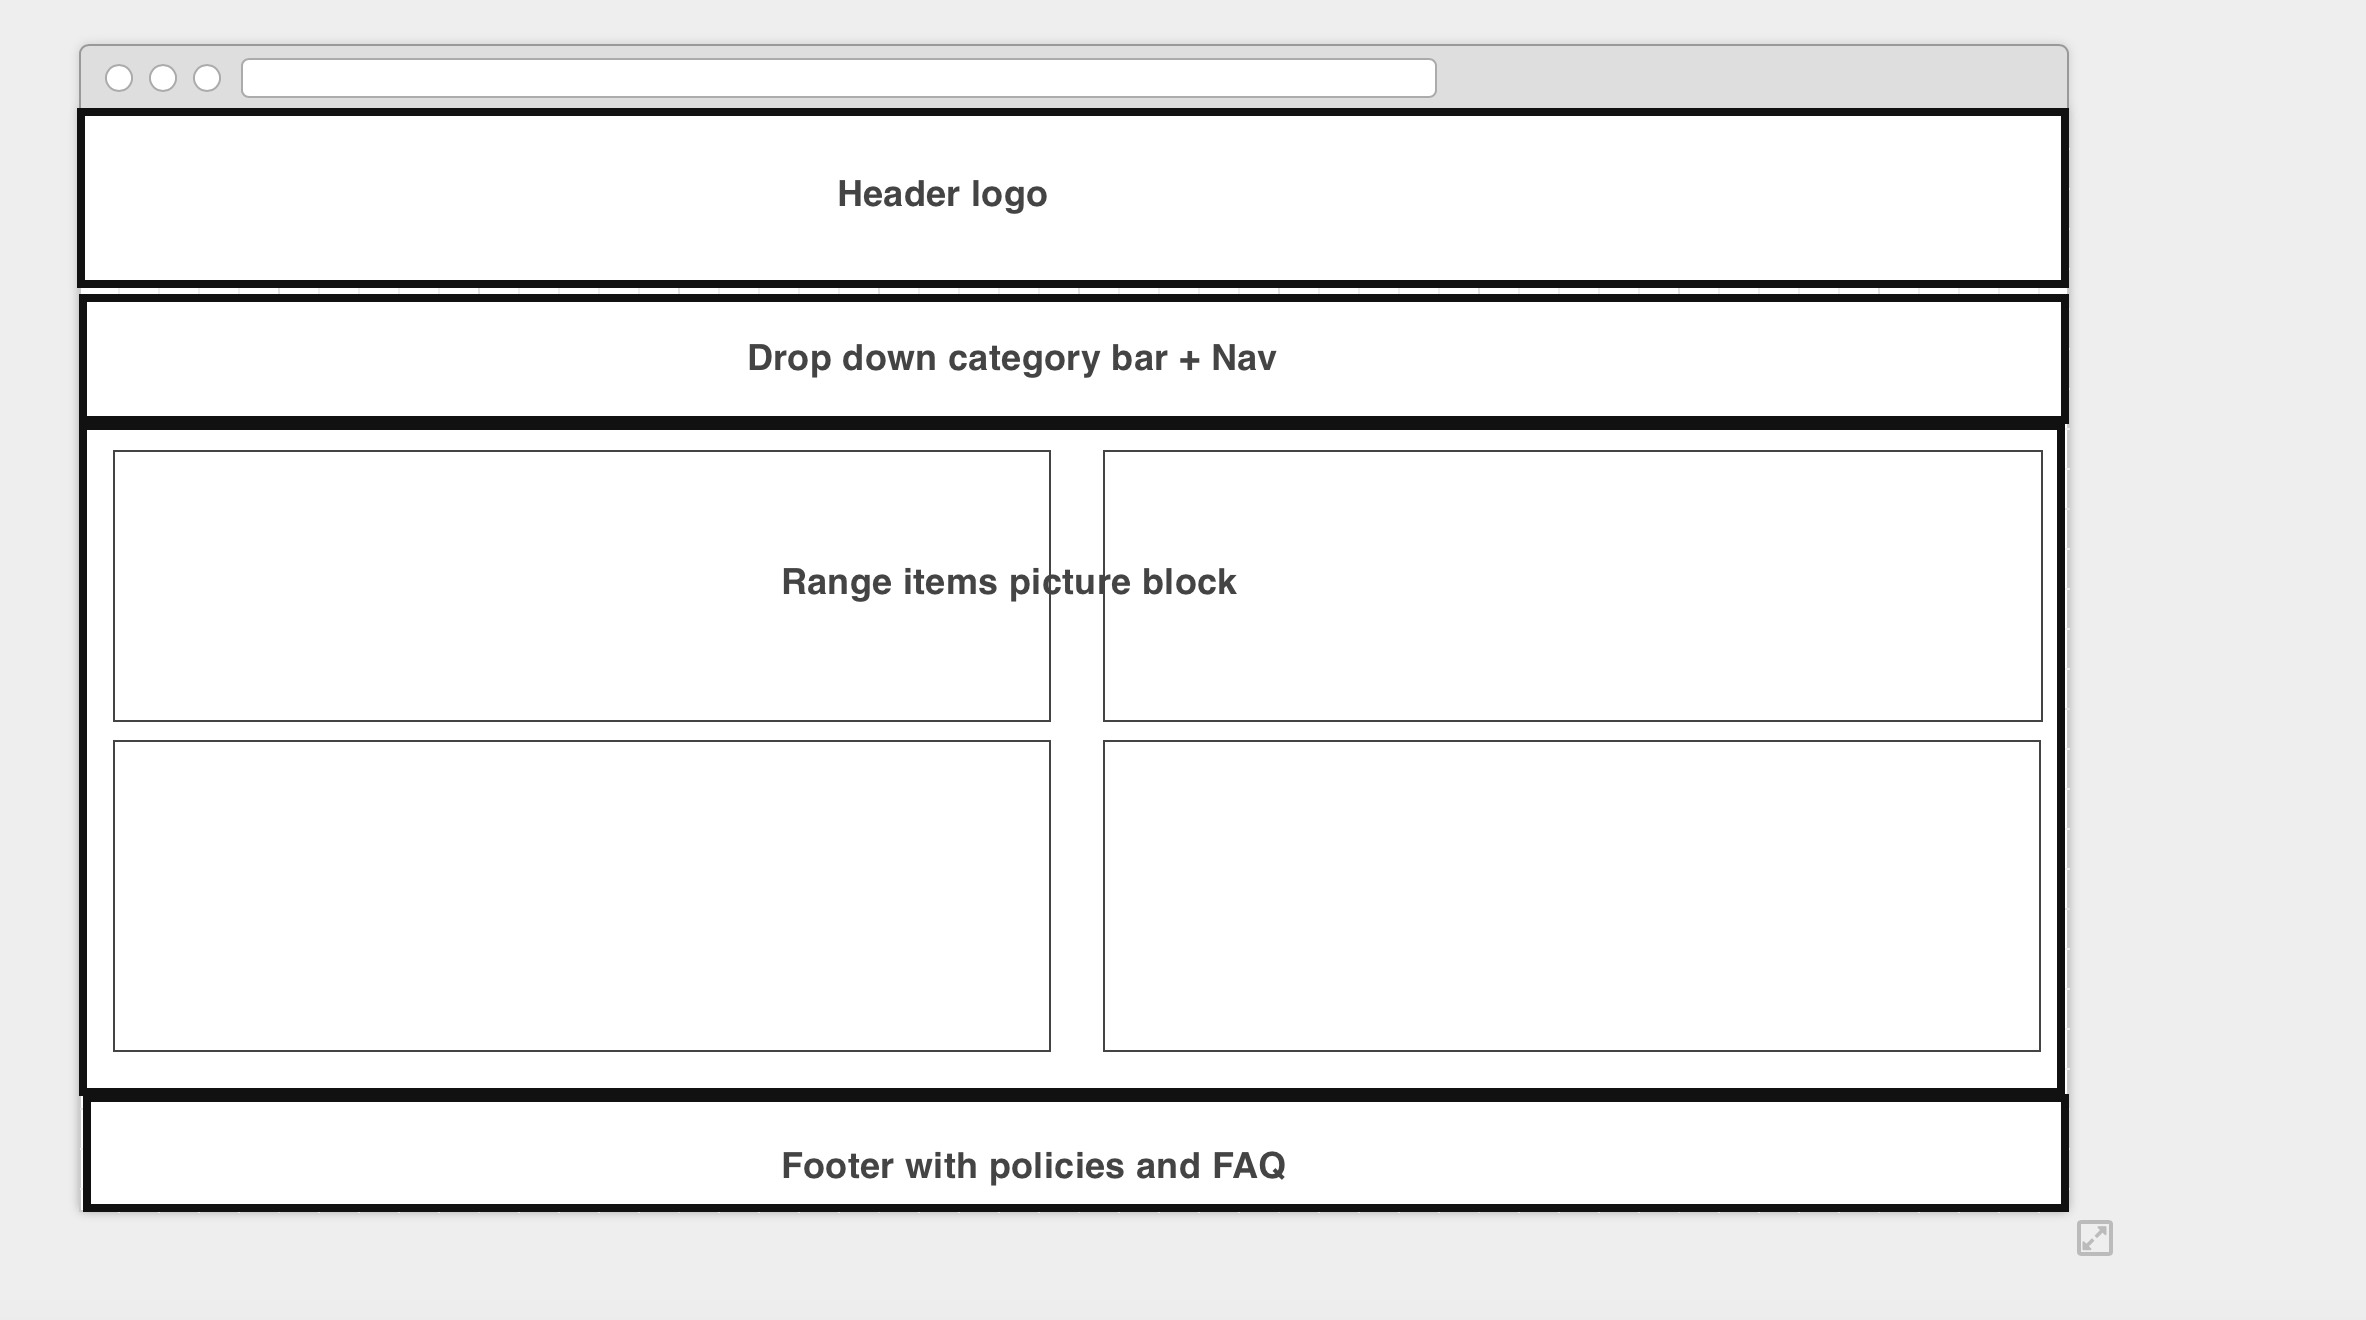 Header logo
Drop down category bar + Nav
Range items picture block
Footer with policies and FAQ